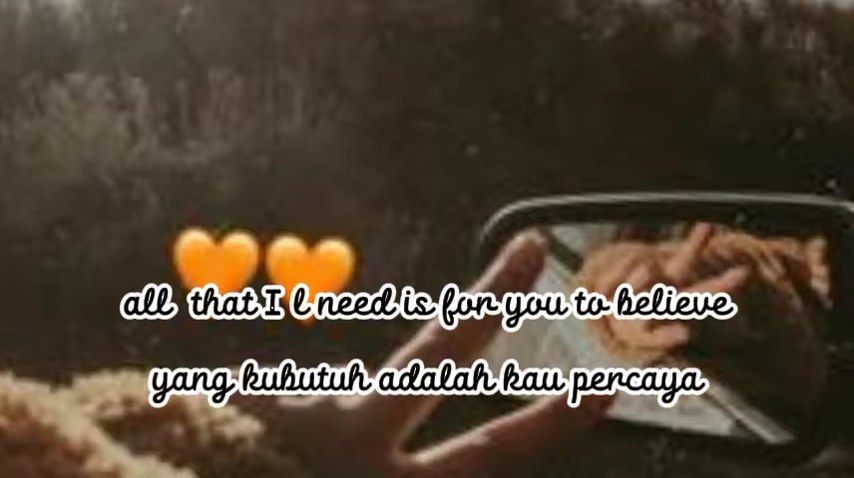 all that I l need is for you to believe
yang kubutuh adalah kau percaya